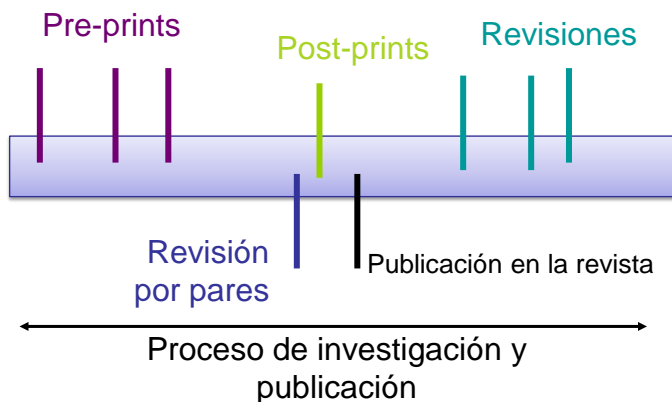 Pre-prints
Post-prints
Revisiones
Revisión
por pares
Publicación en la revista
Proceso de investigación y
publicación